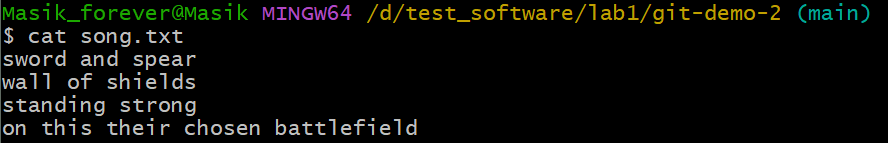 Masik_forever@Masik MINGW64 /d/test_software/lab1/git-demo-2 (main)
$ cat song.txt
sword and spear
wall of shields
standing strong
on this their chosen battlefield